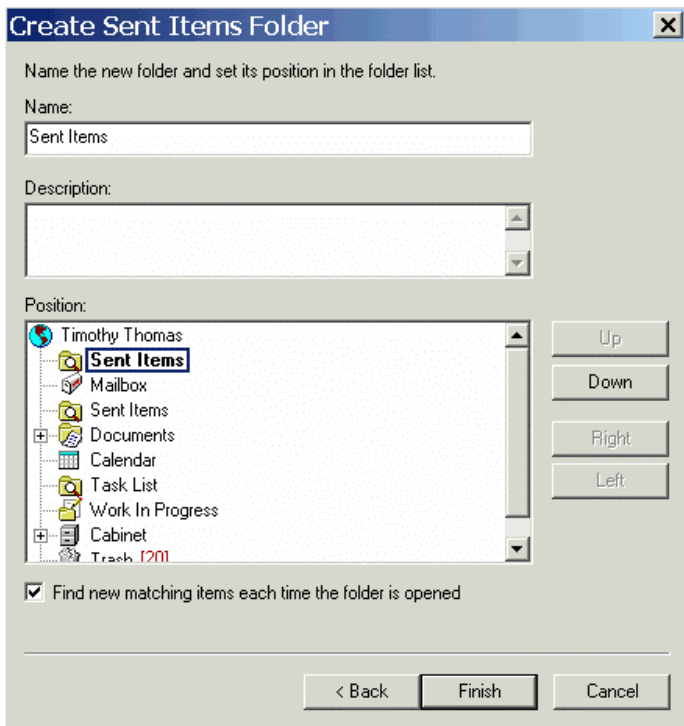 Create Sent Items Folder
Name the new folder and set its position in the folder list.
Name:
Sent Items
Description:
Position:
Timothy Thomas
Sent Items
Mailbox
Sent Items
Documents
Calendar
Task List
Work In Progress
Cabinet
Trash [20]
Up
Down
Right
Left
Find new matching items each time the folder is opened
< Back
Finish
Cancel